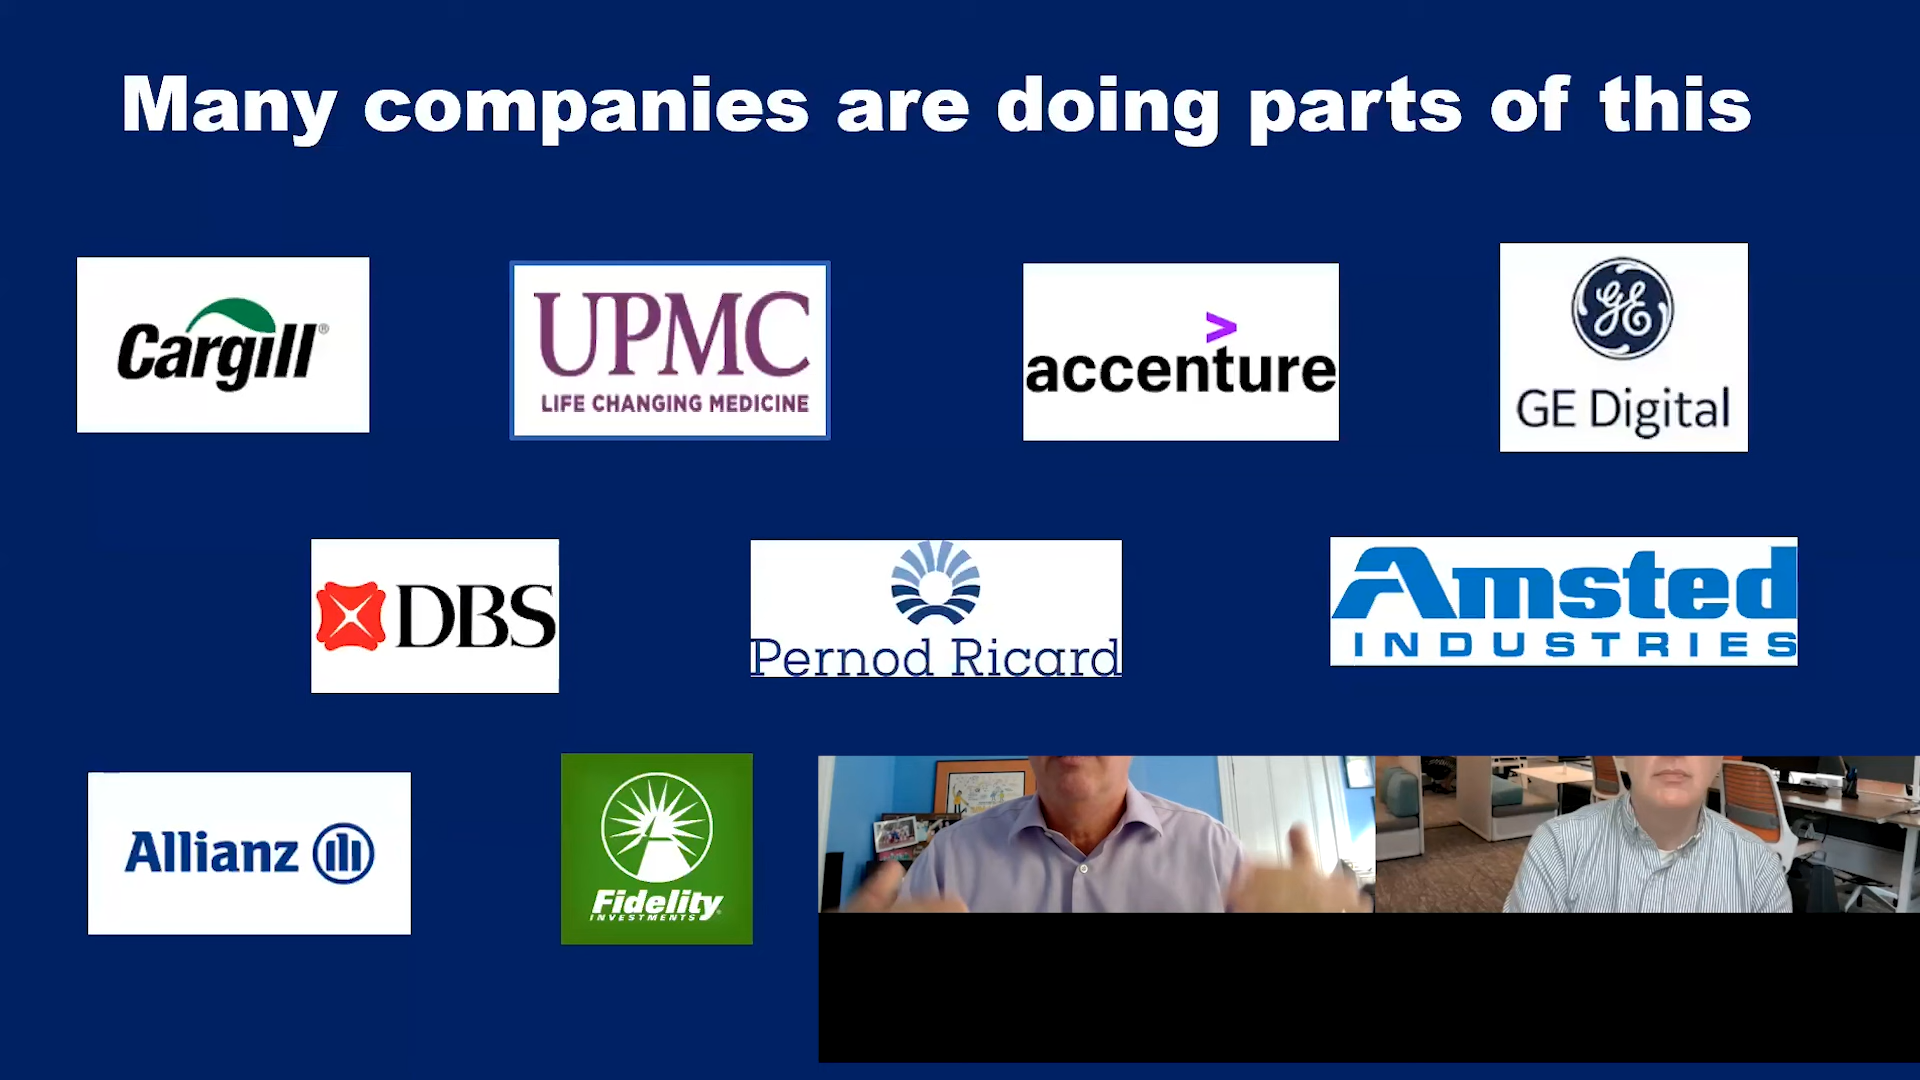 Many companies are doing parts of this
Cargill®
UPMC
LIFE CHANGING MEDICINE
accenture
GE
GE Digital
DBS
Pernod Ricard
Amsted
INDUSTRIES
Allianz
Fidelity
INVESTMENTS